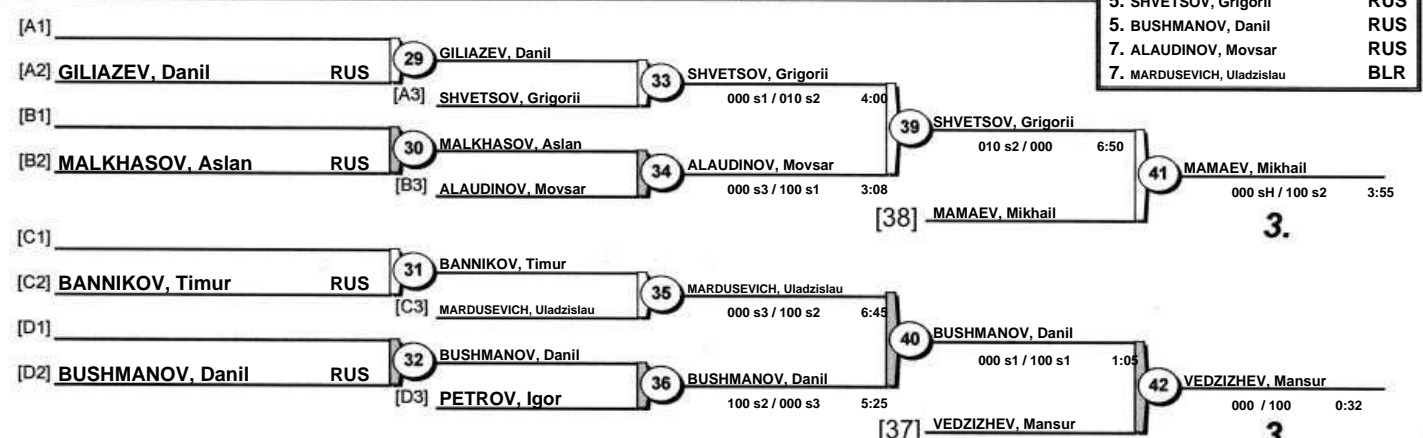 5. SHVETSOV, Grigorii RUS
5. BUSHMANOV, Danil RUS
7. ALAUDINOV, Movsar RUS
7. MARDUSEVICH, Uladzislau BLR
[A1]
[A2] GILIAZEV, Danil RUS
29 GILIAZEV, Danil
[A3] SHVETSOV, Grigorii
33 SHVETSOV, Grigorii
000 s1 / 010 s2 4:00
[B1]
[B2] MALKHASOV, Aslan RUS
30 MALKHASOV, Aslan
[B3] ALAUDINOV, Movsar
34 ALAUDINOV, Movsar
000 s3 / 100 s1 3:08
39 SHVETSOV, Grigorii
010 s2 / 000 6:50
[38] MAMAEV, Mikhail
41 MAMAEV, Mikhail
000 sH / 100 s2 3:55
3.
[C1]
[C2] BANNIKOV, Timur RUS
31 BANNIKOV, Timur
[C3] MARDUSEVICH, Uladzislau
35 MARDUSEVICH, Uladzislau
000 s3 / 100 s2 6:45
[D1]
[D2] BUSHMANOV, Danil RUS
32 BUSHMANOV, Danil
[D3] PETROV, Igor
36 BUSHMANOV, Danil
100 s2 / 000 s3 5:25
40 BUSHMANOV, Danil
000 s1 / 100 s1 1:05
[37] VEDZIZHEV, Mansur
42 VEDZIZHEV, Mansur
000 / 100 0:32
3.